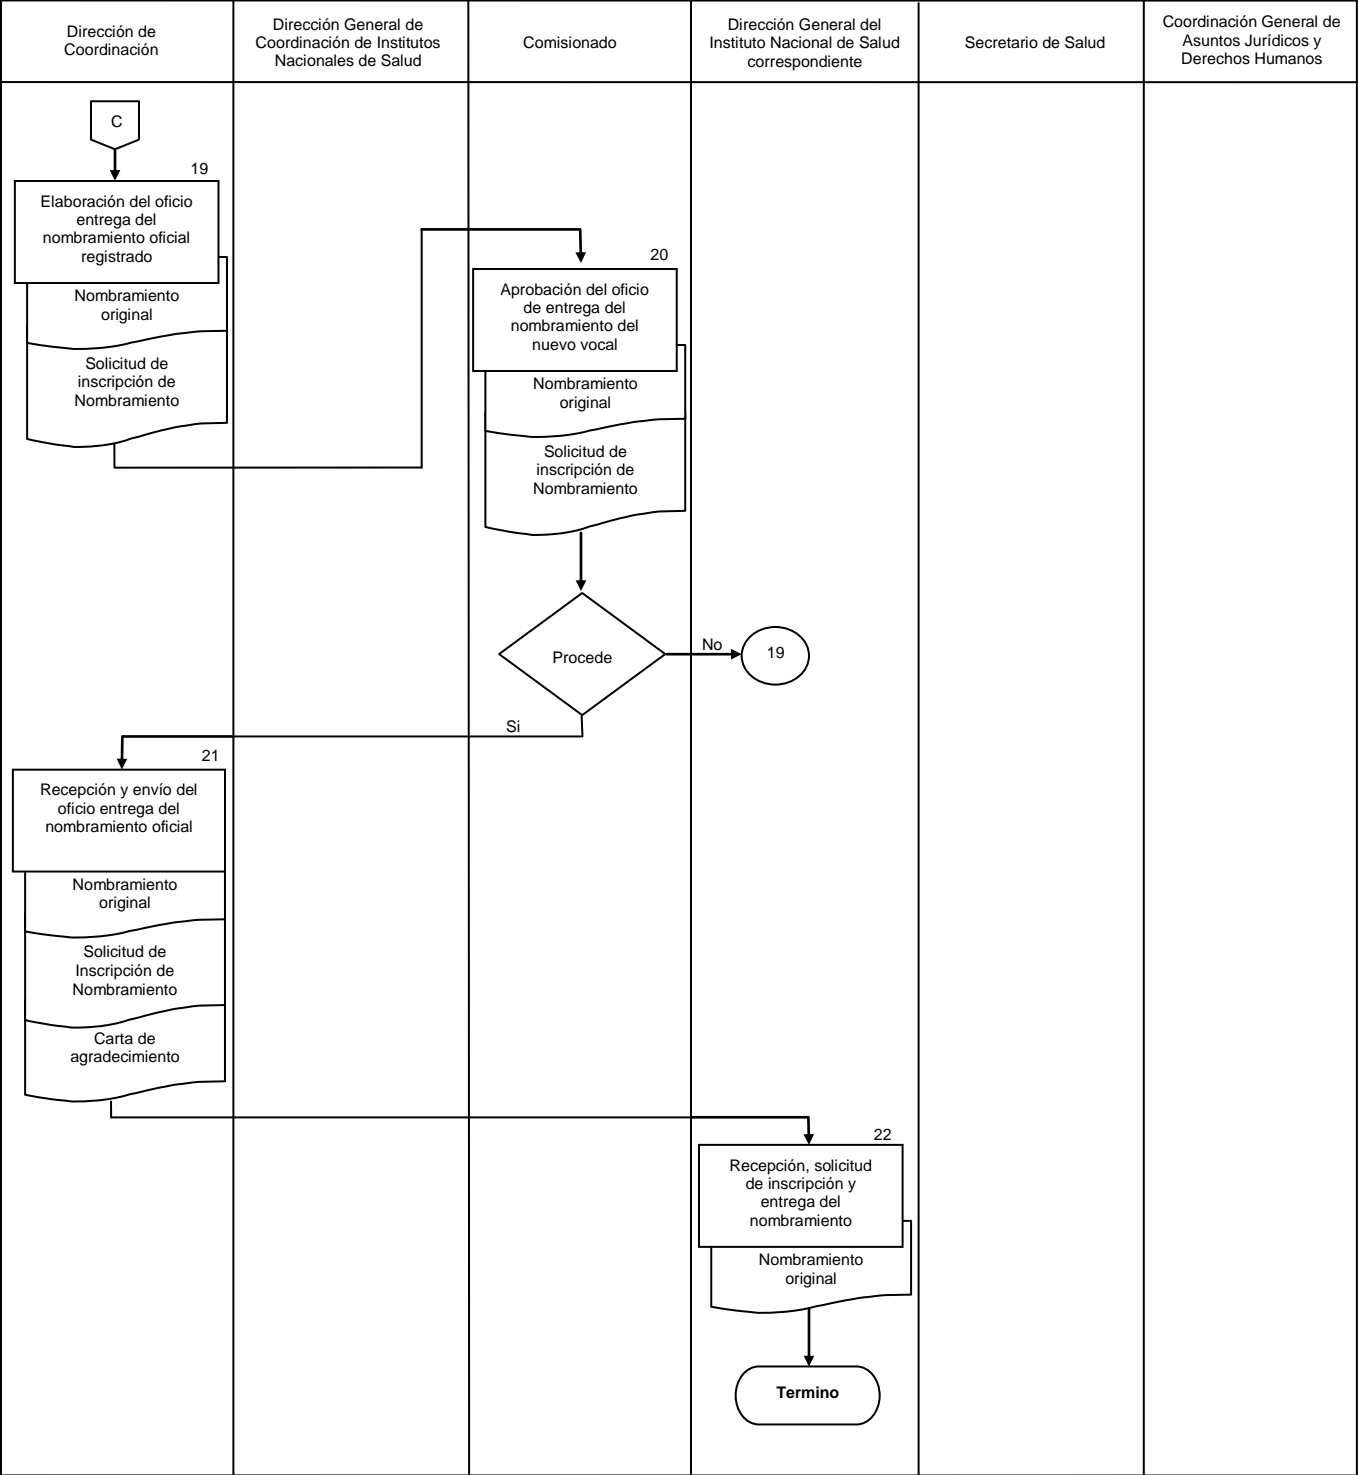 Dirección de
Coordinación
Dirección General de
Coordinación de Institutos
Nacionales de Salud
Comisionado
Dirección General del
Instituto Nacional de Salud
correspondiente
Secretario de Salud
Coordinación General de
Asuntos Jurídicos y
Derechos Humanos
C
19
Elaboración del oficio
entrega del
nombramiento oficial
registrado
Nombramiento
original
Solicitud de
inscripción de
Nombramiento
20
Aprobación del oficio
de entrega del
nombramiento del
nuevo vocal
Nombramiento
original
Solicitud de
inscripción de
Nombramiento
Procede
No
19
Si
21
Recepción y envío del
oficio entrega del
nombramiento oficial
Nombramiento
original
Solicitud de
Inscripción de
Nombramiento
Carta de
agradecimiento
22
Recepción, solicitud
de inscripción y
entrega del
nombramiento
Nombramiento
original
Termino